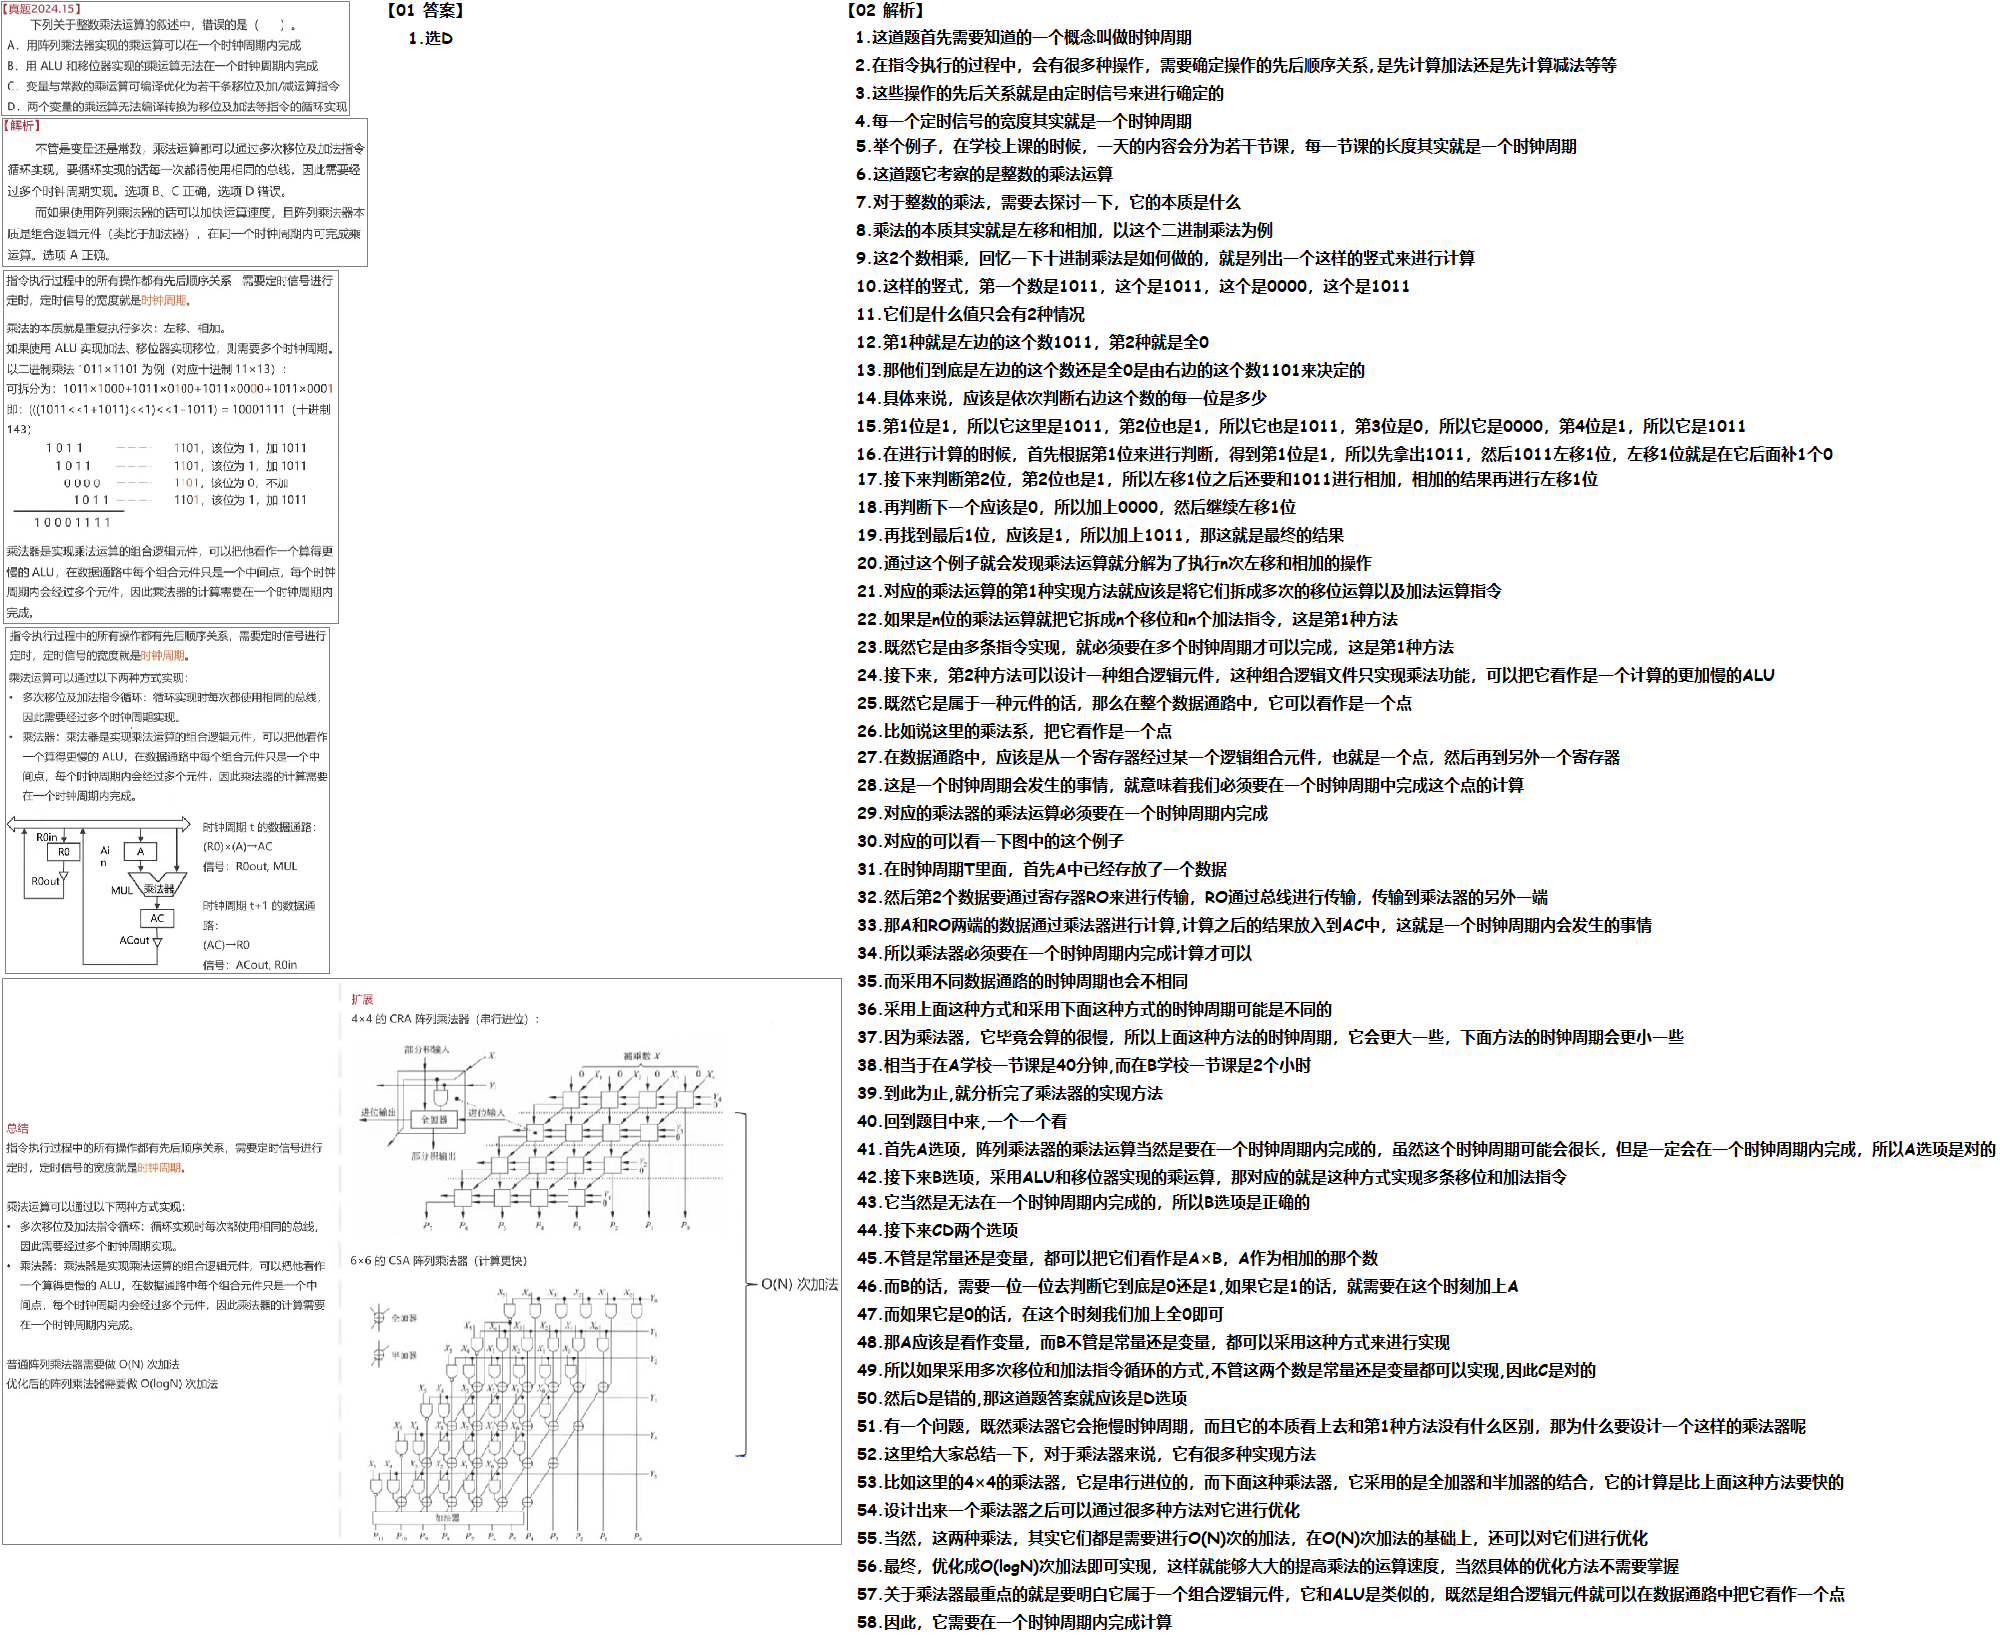 【真题2024.15】
下列关于整数乘法运算的叙述中，错误的是（　　）。
A．用阵列乘法器实现的乘运算可以在一个时钟周期内完成
B．用 ALU 和移位器实现的乘运算无法在一个时钟周期内完成
C．变量与常数的乘运算可编译优化为若干条移位及加/减运算指令
D．两个变量的乘运算无法编译转换为移位及加法等指令的循环实现
【解析】
不管是变量还是常数，乘法运算都可以通过多次移位及加法指令
循环实现，要循环实现的话每一次都得使用相同的总线，因此需要经
过多个时钟周期实现。选项 B、C 正确，选项 D 错误。
而如果使用阵列乘法器的话可以加快运算速度，且阵列乘法器本
质是组合逻辑元件（类比于加法器），在同一个时钟周期内可完成乘
运算。选项 A 正确。
指令执行过程中的所有操作都有先后顺序关系，需要定时信号进行
定时，定时信号的宽度就是时钟周期。
乘法的本质就是重复执行多次：左移、相加。
如果使用 ALU 实现加法、移位器实现移位，则需要多个时钟周期。
以二进制乘法 1011×1101 为例（对应十进制 11×13）：
可拆分为：1011×1000+1011×0100+1011×0000+1011×0001
即：(((1011<<1+1011)<<1)<<1+1011) = 10001111（十进制
143）
1 0 1 1 ---- 1101，该位为 1，加 1011
1 0 1 1 ---- 1101，该位为 1，加 1011
0 0 0 0 ---- 1101，该位为 0，不加
1 0 1 1 ---- 1101，该位为 1，加 1011
1 0 0 0 1 1 1 1
乘法器是实现乘法运算的组合逻辑元件，可以把他看作一个算得更
慢的 ALU，在数据通路中每个组合元件只是一个中间点，每个时钟
周期内会经过多个元件，因此乘法器的计算需要在一个时钟周期内
完成。
指令执行过程中的所有操作都有先后顺序关系，需要定时信号进行
定时，定时信号的宽度就是时钟周期。
乘法运算可以通过以下两种方式实现：
• 多次移位及加法指令循环：循环实现时每次都使用相同的总线，
因此需要经过多个时钟周期实现。
• 乘法器：乘法器是实现乘法运算的组合逻辑元件，可以把他看作
一个算得更慢的 ALU，在数据通路中每个组合元件只是一个中
间点，每个时钟周期内会经过多个元件，因此乘法器的计算需要
在一个时钟周期内完成。
R0in
R0
R0out
Ai
n
A
MUL
乘法器
AC
ACout
时钟周期 t 的数据通路：
(R0)×(A)→AC
信号：R0out, MUL
时钟周期 t+1 的数据通
路：
(AC)→R0
信号：ACout, R0in
总结
指令执行过程中的所有操作都有先后顺序关系，需要定时信号进行
定时，定时信号的宽度就是时钟周期。
乘法运算可以通过以下两种方式实现：
• 多次移位及加法指令循环：循环实现时每次都使用相同的总线，
因此需要经过多个时钟周期实现。
• 乘法器：乘法器是实现乘法运算的组合逻辑元件，可以把他看作
一个算得更慢的 ALU，在数据通路中每个组合元件只是一个中
间点，每个时钟周期内会经过多个元件，因此乘法器的计算需要
在一个时钟周期内完成。
普通阵列乘法器需要做 O(N) 次加法
优化后的阵列乘法器需要做 O(logN) 次加法
扩展
4×4 的 CRA 阵列乘法器（串行进位）：
部分积输入
进位输出
全加器
进位输入
部分积输出
被乘数 X
6×6 的 CSA 阵列乘法器（计算更快）
全加器
半加器
加法器
O(N) 次加法
【01 答案】
1.选D
【02 解析】
1.这道题首先需要知道的一个概念叫做时钟周期
2.在指令执行的过程中，会有很多种操作，需要确定操作的先后顺序关系,是先计算加法还是先计算减法等等
3.这些操作的先后关系就是由定时信号来进行确定的
4.每一个定时信号的宽度其实就是一个时钟周期
5.举个例子，在学校上课的时候，一天的内容会分为若干节课，每一节课的长度其实就是一个时钟周期
6.这道题它考察的是整数的乘法运算
7.对于整数的乘法，需要去探讨一下，它的本质是什么
8.乘法的本质其实就是左移和相加，以这个二进制乘法为例
9.这2个数相乘，回忆一下十进制乘法是如何做的，就是列出一个这样的竖式来进行计算
10.这样的竖式，第一个数是1011，这个是1011，这个是0000，这个是1011
11.它们是什么值只会有2种情况
12.第1种就是左边的这个数1011，第2种就是全0
13.那他们到底是左边的这个数还是全0是由右边的这个数1101来决定的
14.具体来说，应该是依次判断右边这个数的每一位是多少
15.第1位是1，所以它这里是1011，第2位也是1，所以它也是1011，第3位是0，所以它是0000，第4位是1，所以它是1011
16.在进行计算的时候，首先根据第1位来进行判断，得到第1位是1，所以先拿出1011，然后1011左移1位，左移1位就是在它后面补1个0
17.接下来判断第2位，第2位也是1，所以左移1位之后还要和1011进行相加，相加的结果再进行左移1位
18.再判断下一个应该是0，所以加上0000，然后继续左移1位
19.再找到最后1位，应该是1，所以加上1011，那这就是最终的结果
20.通过这个例子就会发现乘法运算就分解为了执行n次左移和相加的操作
21.对应的乘法运算的第1种实现方法就应该是将它们拆成多次的移位运算以及加法运算指令
22.如果是n位的乘法运算就把它拆成n个移位和n个加法指令，这是第1种方法
23.既然它是由多条指令实现，就必须要在多个时钟周期才可以完成，这是第1种方法
24.接下来，第2种方法可以设计一种组合逻辑元件，这种组合逻辑文件只实现乘法功能，可以把它看作是一个计算的更加慢的ALU
25.既然它是属于一种元件的话，那么在整个数据通路中，它可以看作是一个点
26.比如说这里的乘法系，把它看作是一个点
27.在数据通路中，应该是从一个寄存器经过某一个逻辑组合元件，也就是一个点，然后再到另外一个寄存器
28.这是一个时钟周期会发生的事情，就意味着我们必须要在一个时钟周期中完成这个点的计算
29.对应的乘法器的乘法运算必须要在一个时钟周期内完成
30.对应的可以看一下图中的这个例子
31.在时钟周期T里面，首先A中已经存放了一个数据
32.然后第2个数据要通过寄存器RO来进行传输，RO通过总线进行传输，传输到乘法器的另外一端
33.那A和RO两端的数据通过乘法器进行计算,计算之后的结果放入到AC中，这就是一个时钟周期内会发生的事情
34.所以乘法器必须要在一个时钟周期内完成计算才可以
35.而采用不同数据通路的时钟周期也会不相同
36.采用上面这种方式和采用下面这种方式的时钟周期可能是不同的
37.因为乘法器，它毕竟会算的很慢，所以上面这种方法的时钟周期，它会更大一些，下面方法的时钟周期会更小一些
38.相当于在A学校一节课是40分钟,而在B学校一节课是2个小时
39.到此为止,就分析完了乘法器的实现方法
40.回到题目中来,一个一个看
41.首先A选项，阵列乘法器的乘法运算当然是要在一个时钟周期内完成的，虽然这个时钟周期可能会很长，但是一定会在一个时钟周期内完成，所以A选项是对的
42.接下来B选项，采用ALU和移位器实现的乘运算，那对应的就是这种方式实现多条移位和加法指令
43.它当然是无法在一个时钟周期内完成的，所以B选项是正确的
44.接下来CD两个选项
45.不管是常量还是变量，都可以把它们看作是A×B，A作为相加的那个数
46.而B的话，需要一位一位去判断它到底是0还是1,如果它是1的话，就需要在这个时刻加上A
47.而如果它是0的话，在这个时刻我们加上全0即可
48.那A应该是看作变量，而B不管是常量还是变量，都可以采用这种方式来进行实现
49.所以如果采用多次移位和加法指令循环的方式,不管这两个数是常量还是变量都可以实现,因此C是对的
50.然后D是错的,那这道题答案就应该是D选项
51.有一个问题，既然乘法器它会拖慢时钟周期，而且它的本质看上去和第1种方法没有什么区别，那为什么要设计一个这样的乘法器呢
52.这里给大家总结一下，对于乘法器来说，它有很多种实现方法
53.比如这里的4×4的乘法器，它是串行进位的，而下面这种乘法器，它采用的是全加器和半加器的结合，它的计算是比上面这种方法要快的
54.设计出来一个乘法器之后可以通过很多种方法对它进行优化
55.当然，这两种乘法，其实它们都是需要进行O(N)次的加法，在O(N)次加法的基础上，还可以对它们进行优化
56.最终，优化成O(logN)次加法即可实现，这样就能够大大的提高乘法的运算速度，当然具体的优化方法不需要掌握
57.关于乘法器最重点的就是要明白它属于一个组合逻辑元件，它和ALU是类似的，既然是组合逻辑元件就可以在数据通路中把它看作一个点
58.因此，它需要在一个时钟周期内完成计算